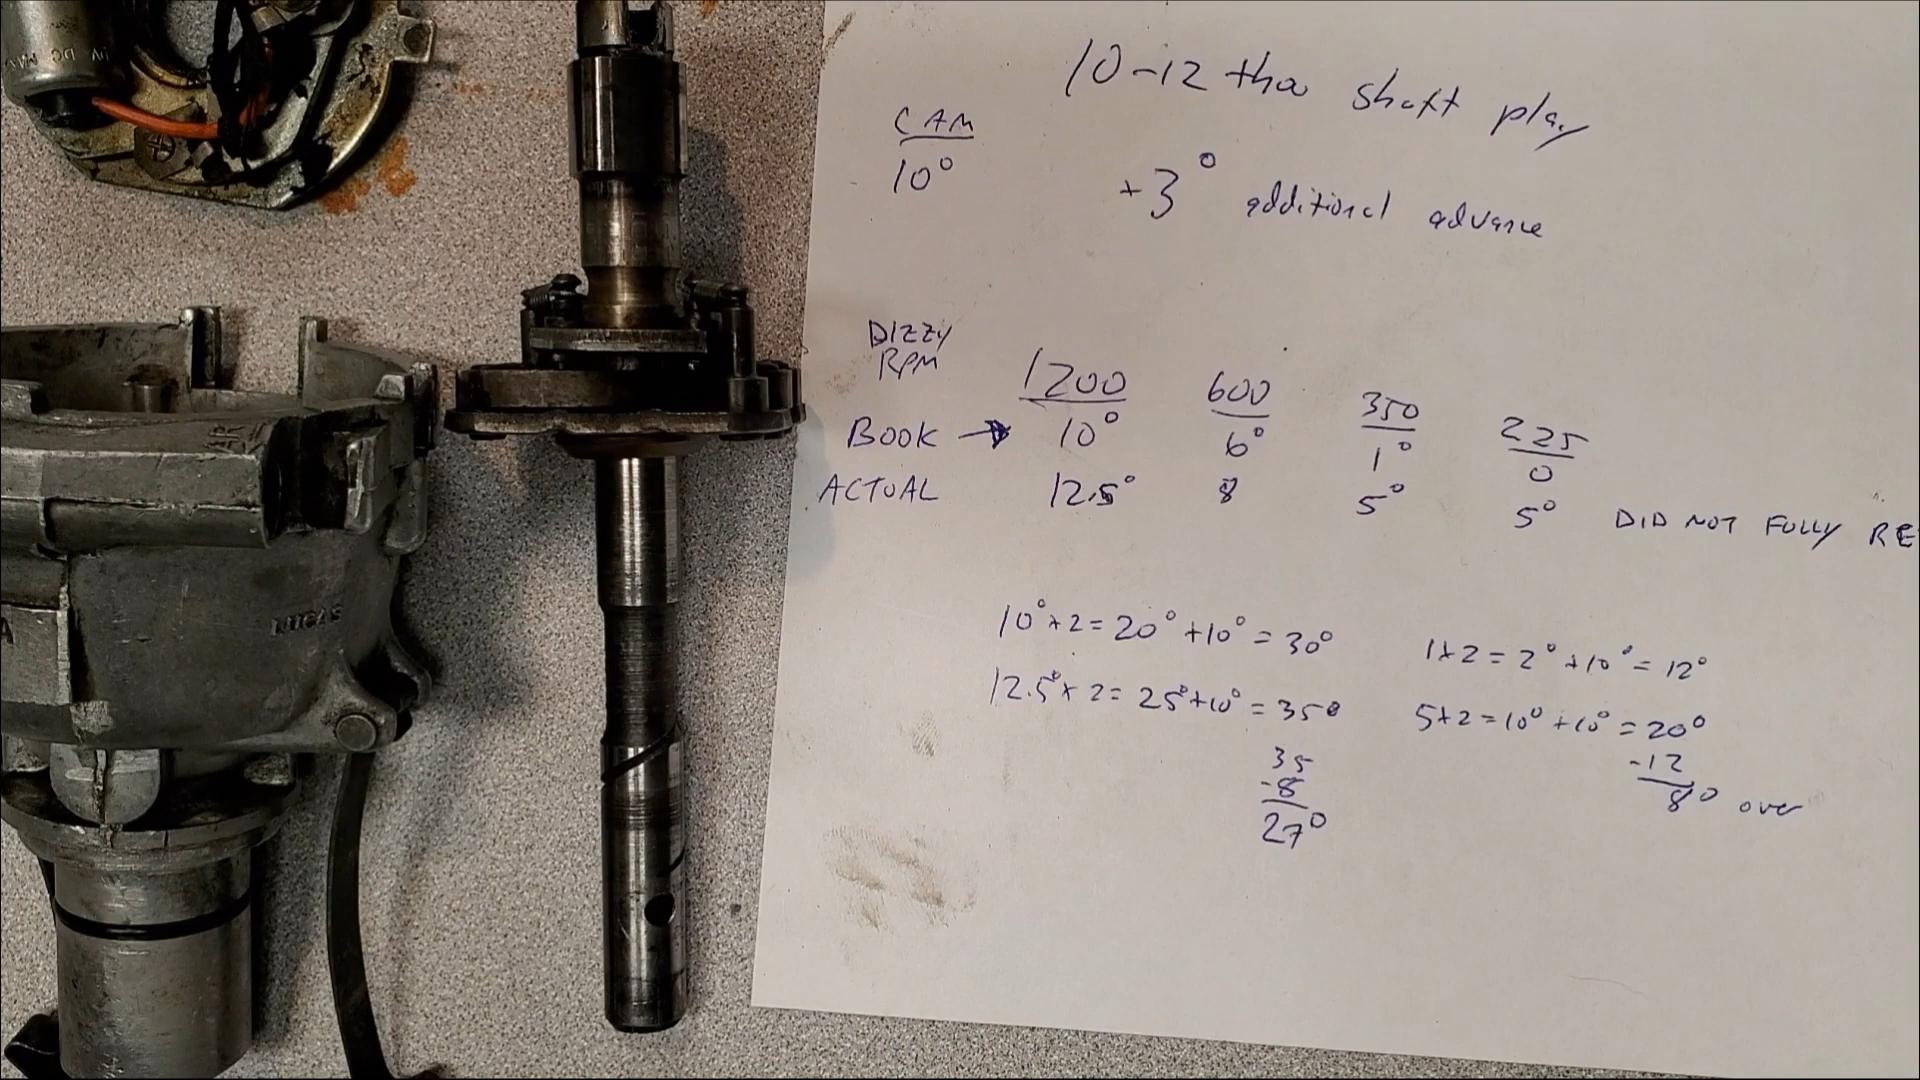 10-12 tho shaft play
CAM
10°
+3° additional advance
DIZZY
RPM
1200 600 350 225
BOOK → 10° 6° 1° 0
ACTUAL 12.5° 8 5° 5° DID NOT FULLY RE
10° x 2 = 20° + 10° = 30°
1 x 2 = 2° + 10° = 12°
12.5° x 2 = 25° + 10° = 35°
5 x 2 = 10° + 10° = 20°
35
-8
27°
-12
8° over
LUCAS